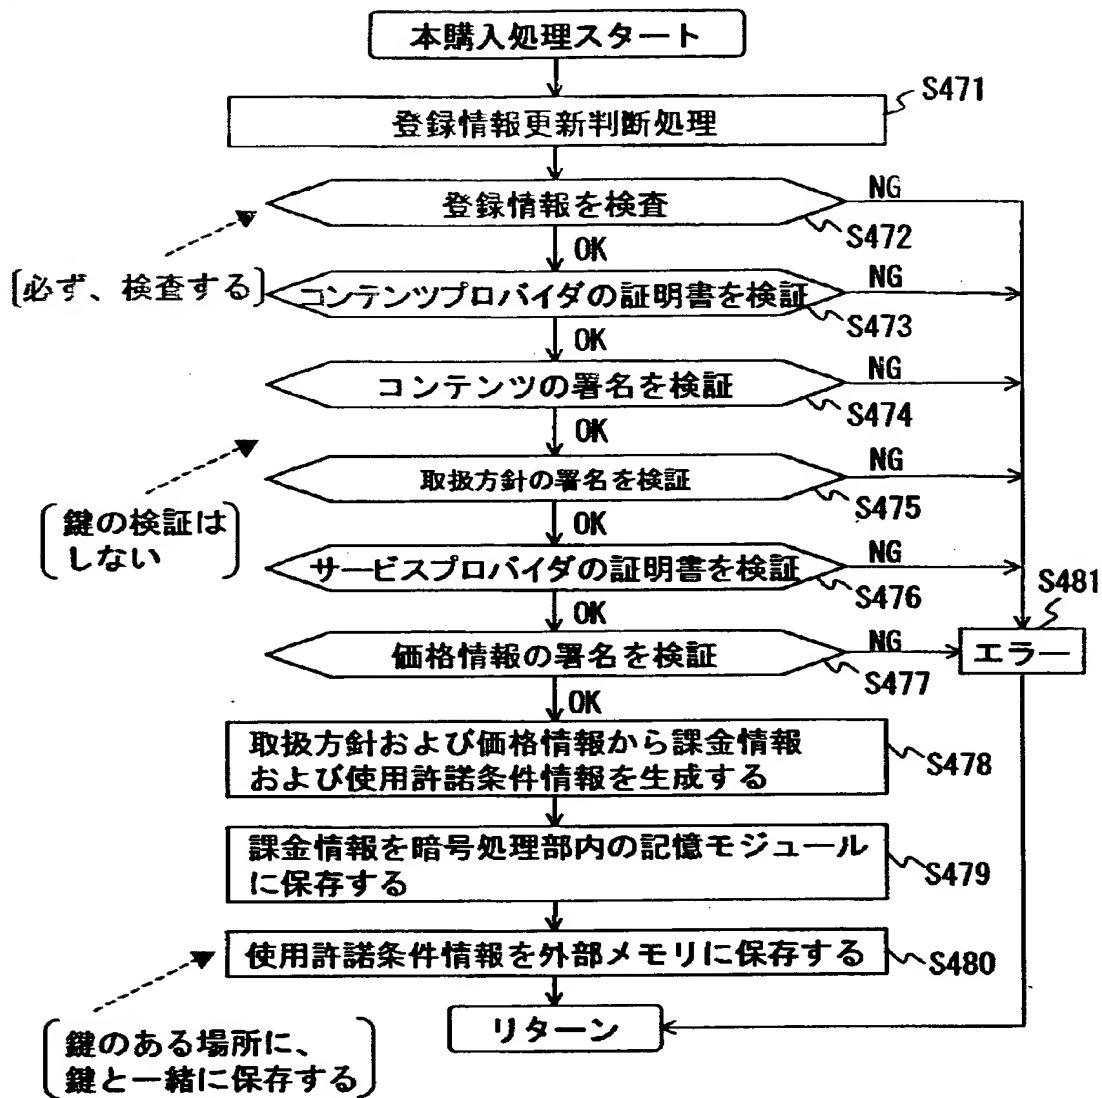 本購入処理スタート
S471
登録情報更新判断処理
登録情報を検査
NG
S472
OK
〔必ず、検査する〕
コンテンツプロバイダの証明書を検証
NG
S473
OK
コンテンツの署名を検証
NG
S474
OK
取扱方針の署名を検証
NG
S475
OK
鍵の検証は
しない
サービスプロバイダの証明書を検証
NG
S476
OK
S481
エラー
価格情報の署名を検証
NG
S477
OK
取扱方針および価格情報から課金情報
および使用許諾条件情報を生成する
S478
課金情報を暗号処理部内の記憶モジュール
に保存する
S479
使用許諾条件情報を外部メモリに保存する
S480
リターン
鍵のある場所に、
鍵と一緒に保存する